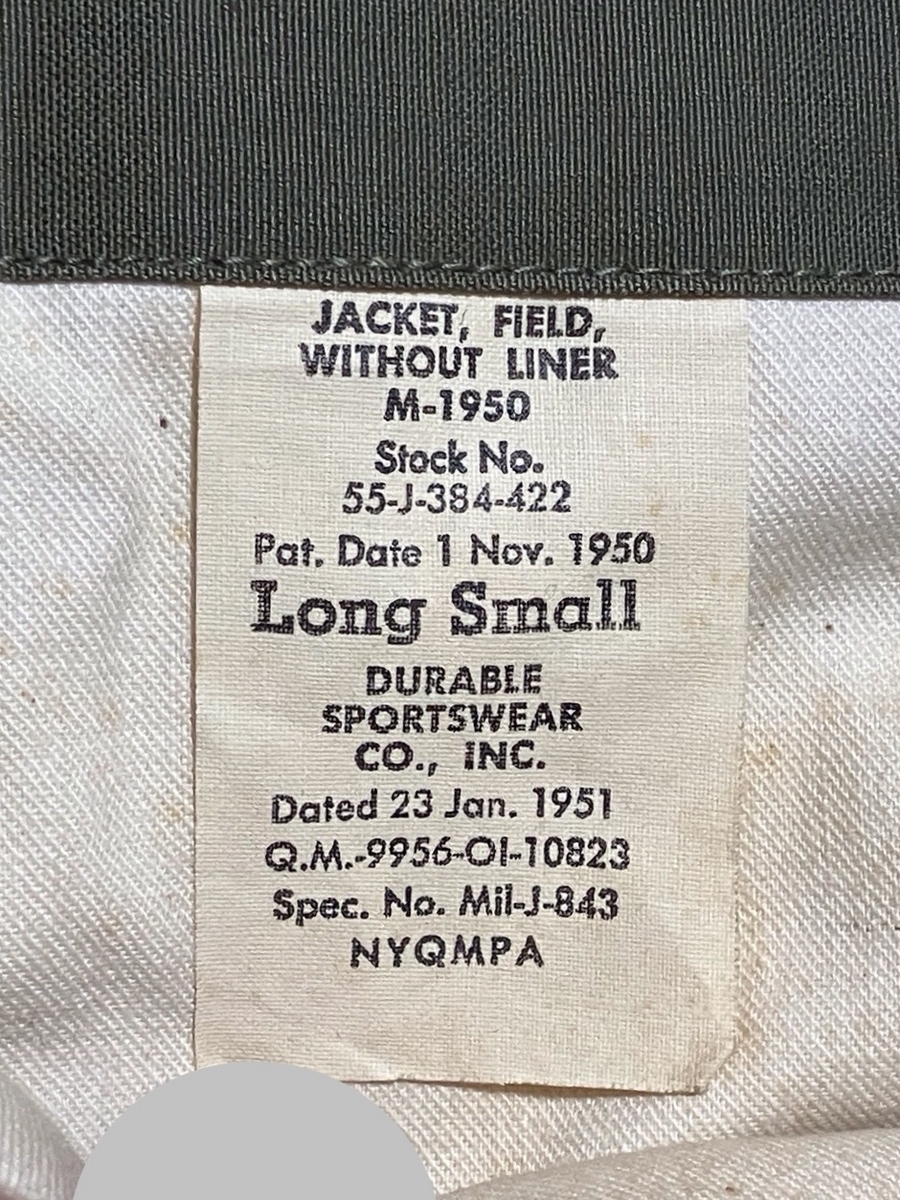 JACKET, FIELD,
WITHOUT LINER
M-1950
Stock No.
55-J-384-422
Pat. Date 1 Nov. 1950
Long Small
DURABLE
SPORTSWEAR
CO., INC.
Dated 23 Jan. 1951
Q.M.-9956-OI-10823
Spec. No. Mil-J-843
NYQMPA